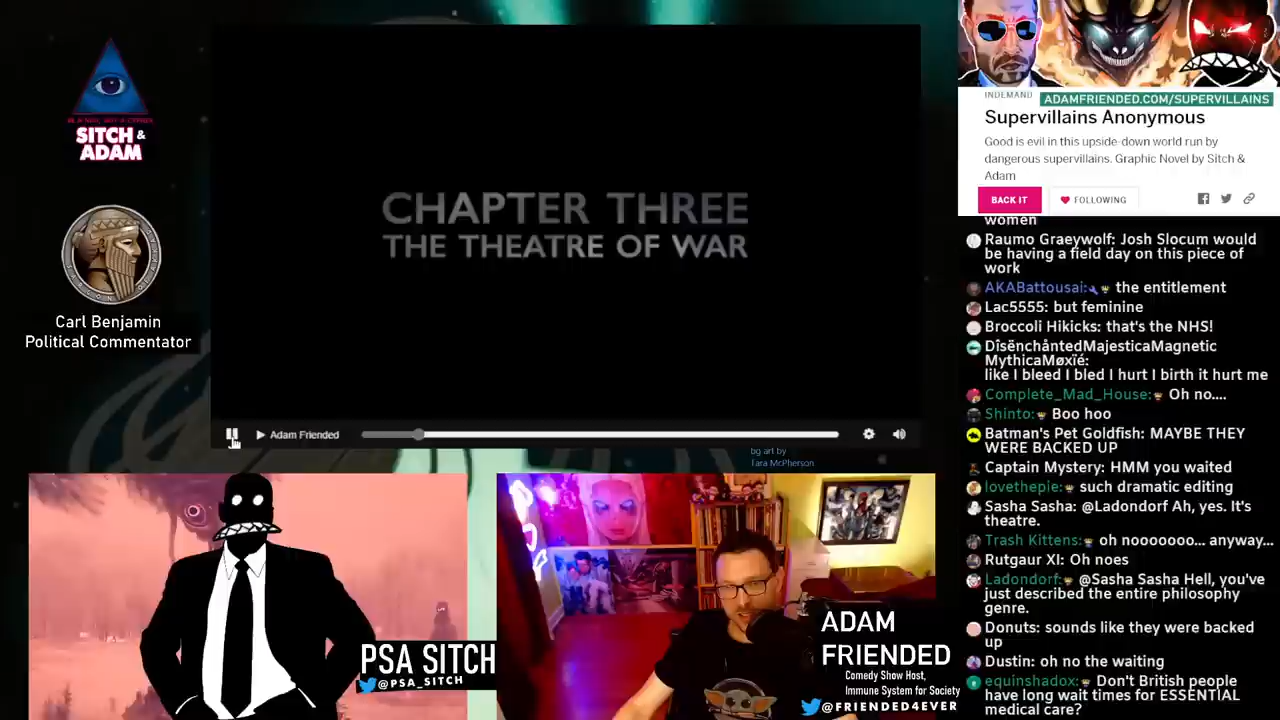 SITCH &
ADAM
Carl Benjamin
Political Commentator
CHAPTER THREE
THE THEATRE OF WAR
Adam Friended
bg art by
Tara McPherson
PSA SITCH
@PSA_SITCH
ADAM
FRIENDED
Comedy Show Host,
Immune System for Society
@FRIENDED4EVER
INDEMAND
ADAMFRIENDED.COM/SUPERVILLAINS
Supervillains Anonymous
Good is evil in this upside-down world run by
dangerous supervillains. Graphic Novel by Sitch &
Adam
BACK IT
FOLLOWING
women
Raumo Graeywolf: Josh Slocum would
be having a field day on this piece of
work
AKABattousai: the entitlement
Lac5555: but feminine
Broccoli Hikicks: that's the NHS!
DîsënchåntedMajesticaMagnetic
MythicaMøxïé:
like I bleed I bled I hurt I birth it hurt me
Complete_Mad_House: Oh no....
Shinto: Boo hoo
Batman's Pet Goldfish: MAYBE THEY
WERE BACKED UP
Captain Mystery: HMM you waited
lovethepie: such dramatic editing
Sasha Sasha: @Ladondorf Ah, yes. It's
theatre.
Trash Kittens: oh nooooooo... anyway...
Rutgaur XI: Oh noes
Ladondorf: @Sasha Sasha Hell, you've
just described the entire philosophy
genre.
Donuts: sounds like they were backed
up
Dustin: oh no the waiting
equinshadox: Don't British people
have long wait times for ESSENTIAL
medical care?